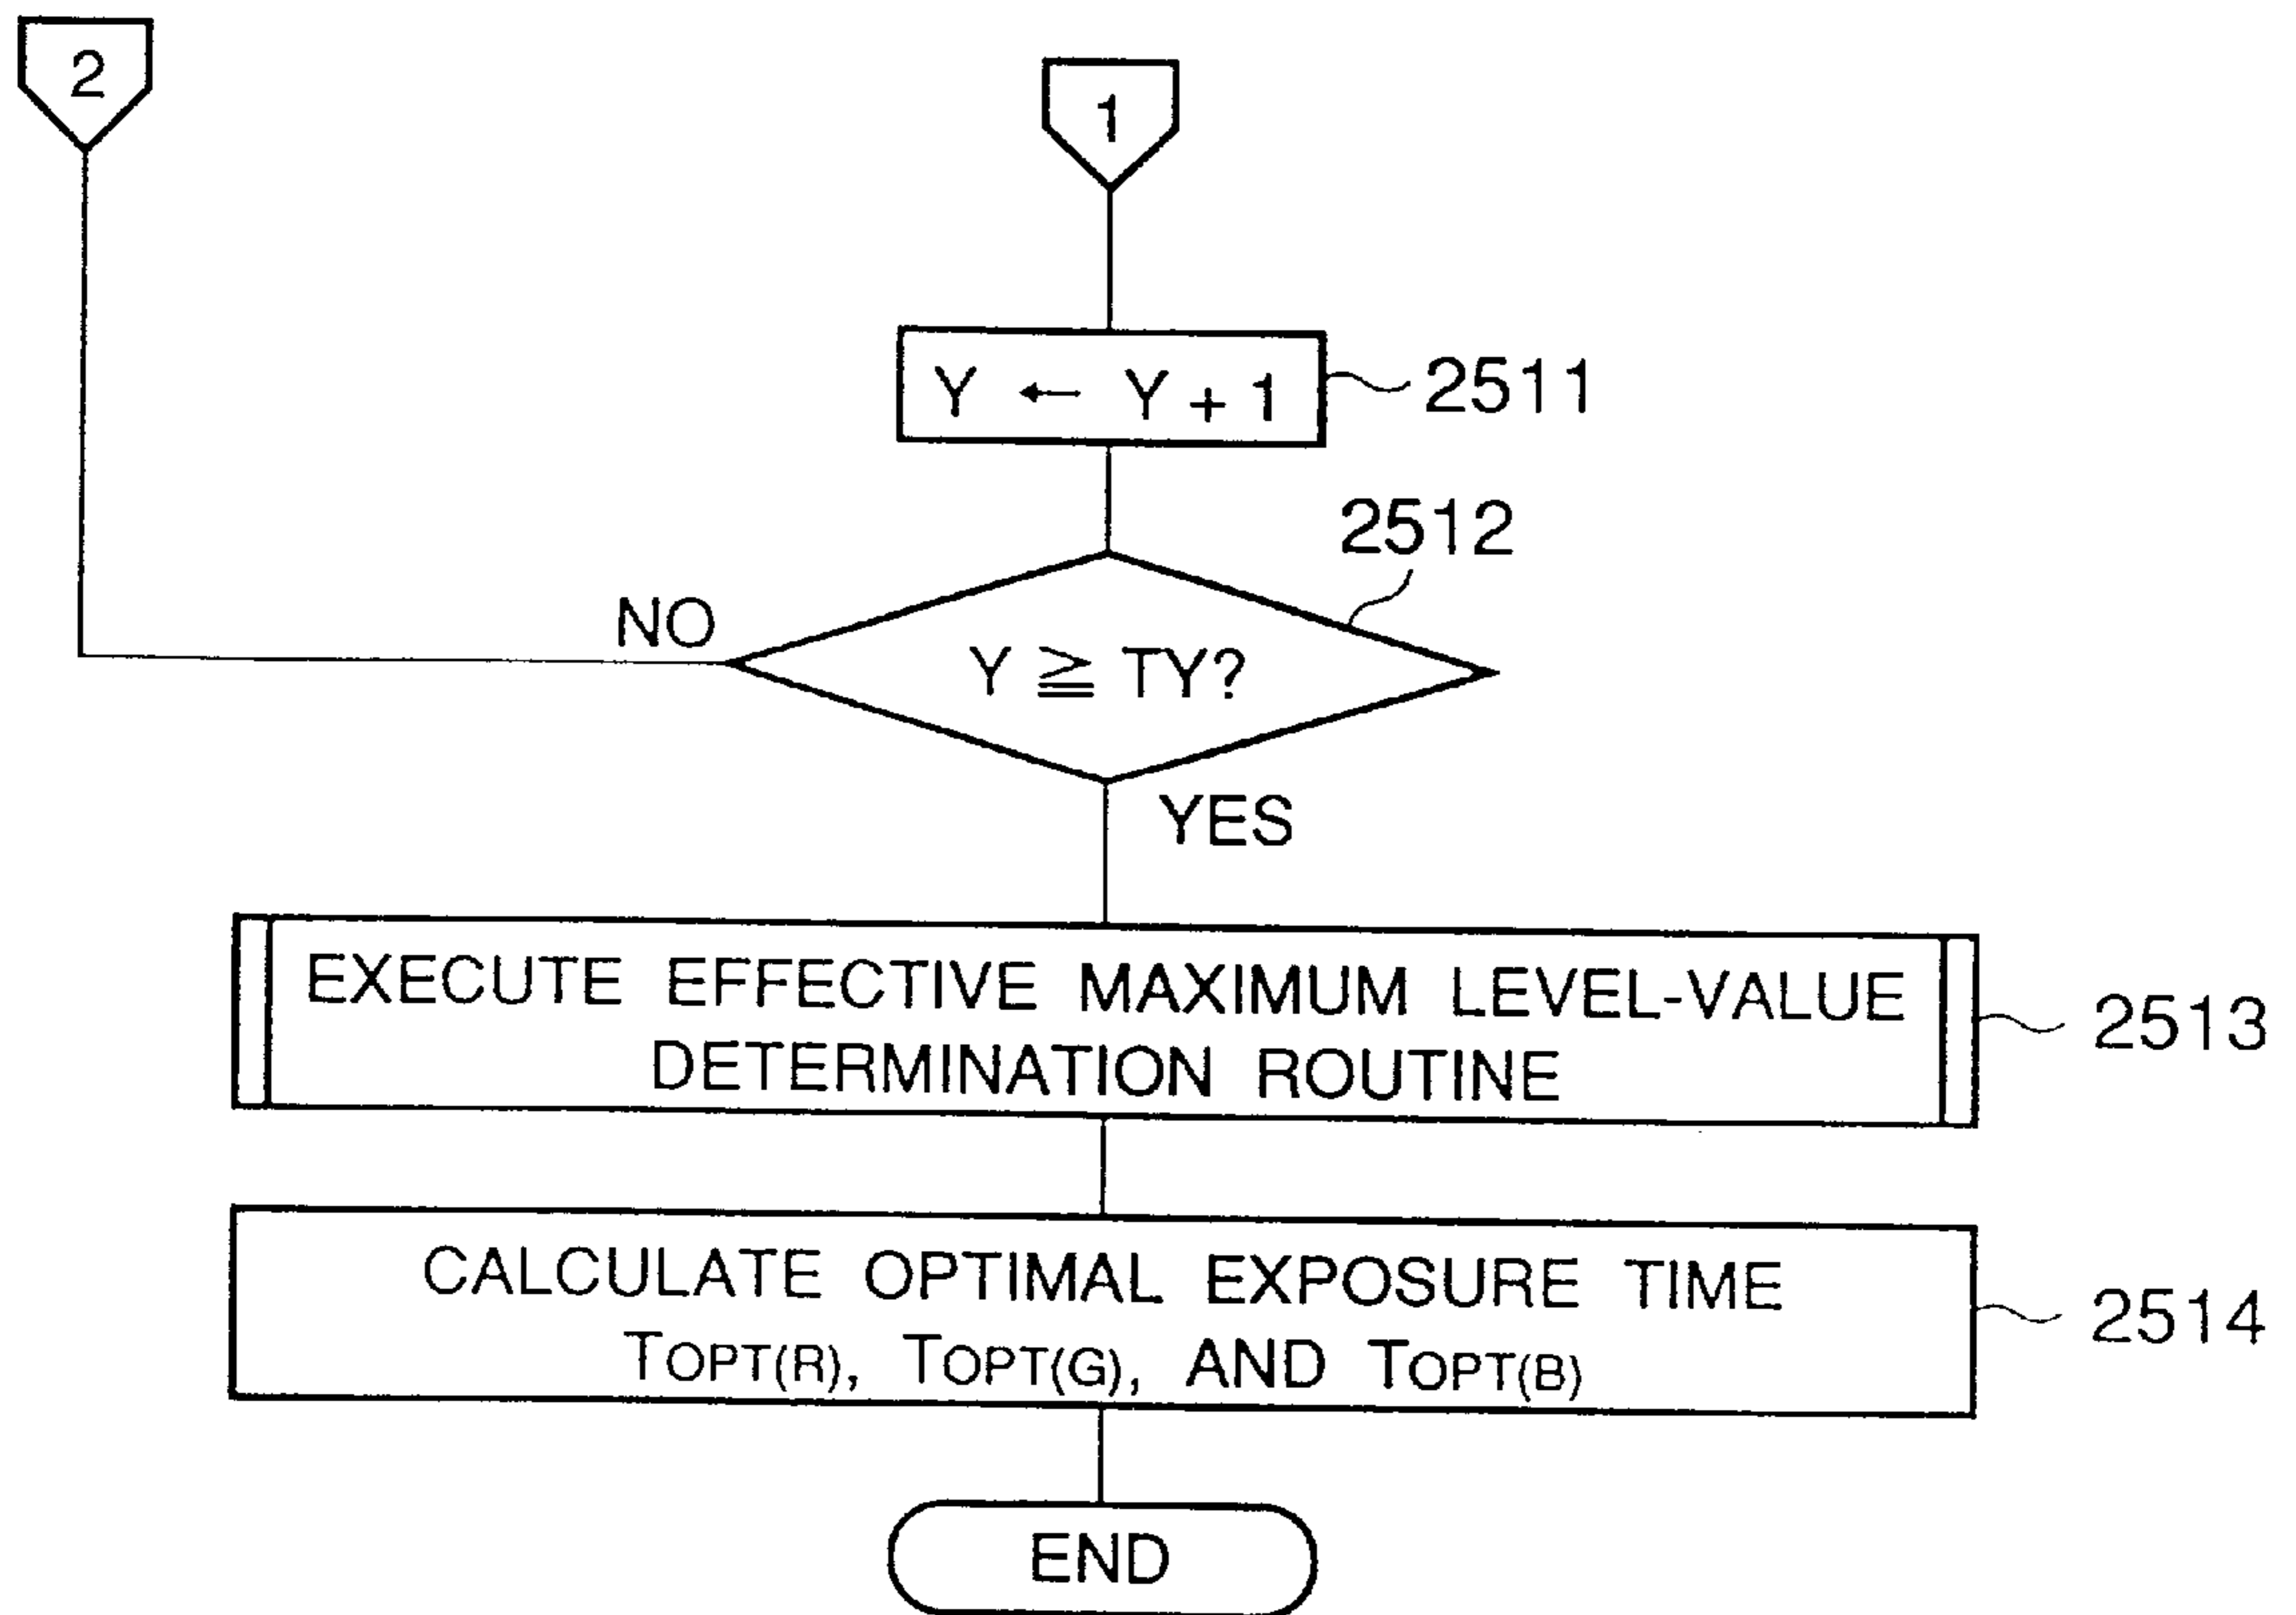 2
1
Y ← Y + 1
2511
2512
NO
Y ≧ TY?
YES
EXECUTE EFFECTIVE MAXIMUM LEVEL-VALUE
DETERMINATION ROUTINE
2513
CALCULATE OPTIMAL EXPOSURE TIME
TOPT(R), TOPT(G), AND TOPT(B)
2514
END